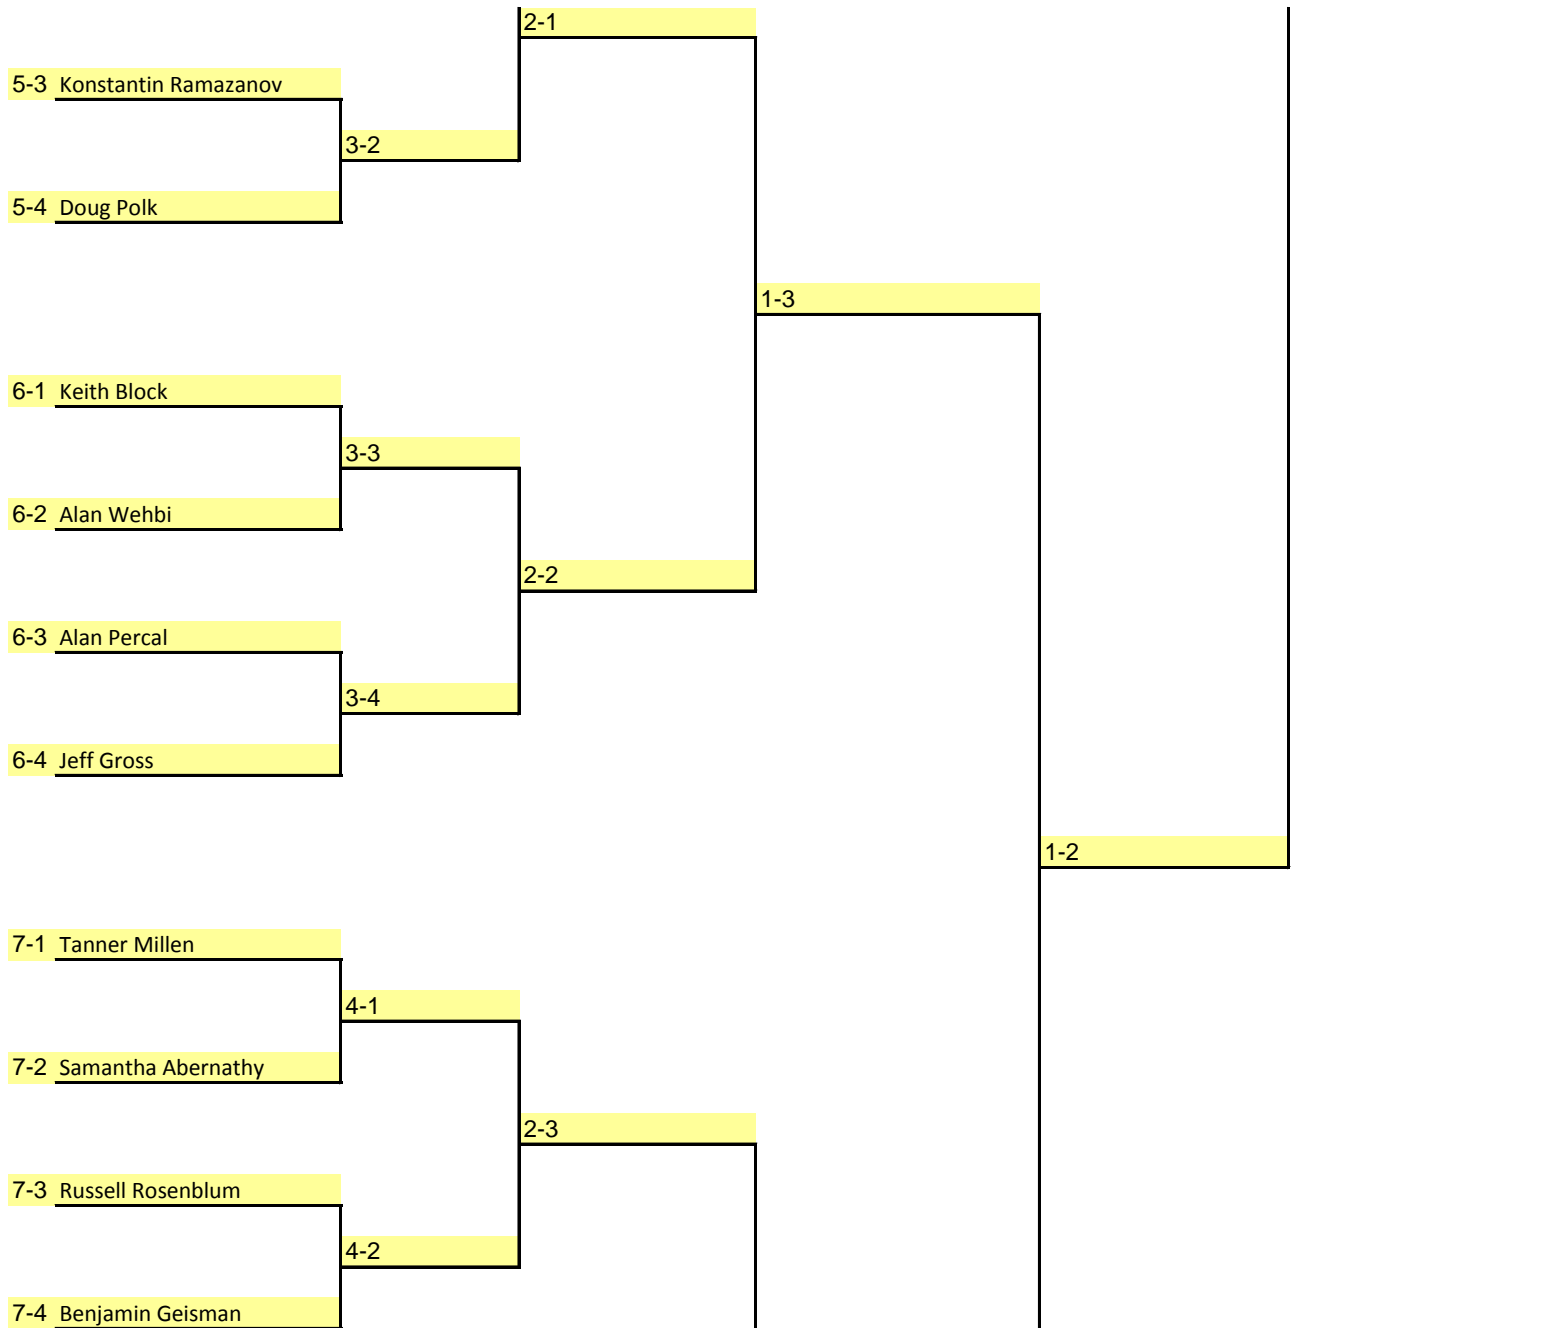 2-1
5-3 Konstantin Ramazanov
3-2
5-4 Doug Polk
1-3
6-1 Keith Block
3-3
6-2 Alan Wehbi
2-2
6-3 Alan Percal
3-4
6-4 Jeff Gross
1-2
7-1 Tanner Millen
4-1
7-2 Samantha Abernathy
2-3
7-3 Russell Rosenblum
4-2
7-4 Benjamin Geisman